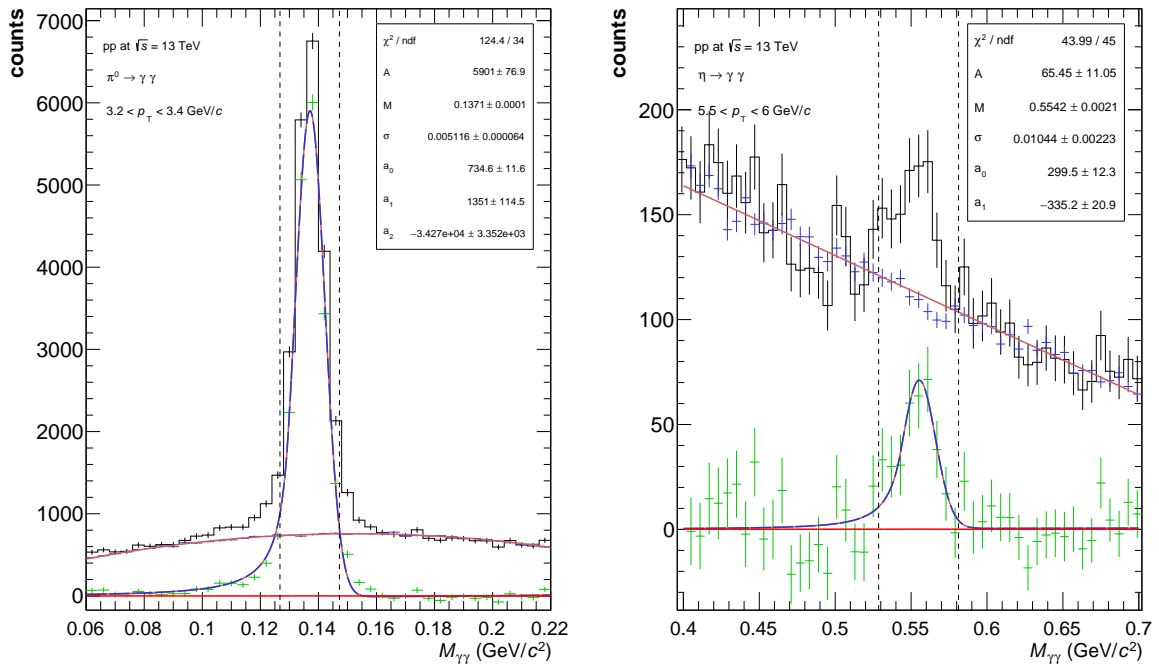 counts
7000
6000
5000
4000
3000
2000
1000
0
pp at √s = 13 TeV
π⁰ → γ γ
3.2 < p_T < 3.4 GeV/c
χ² / ndf 124.4 / 34
A 5901 ± 76.9
M 0.1371 ± 0.0001
σ 0.005116 ± 0.000064
a₀ 734.6 ± 11.6
a₁ 1351 ± 114.5
a₂ −3.427e+04 ± 3.352e+03
0.06 0.08 0.1 0.12 0.14 0.16 0.18 0.2 0.22
M_γγ (GeV/c²)
counts
200
150
100
50
0
pp at √s = 13 TeV
η → γ γ
5.5 < p_T < 6 GeV/c
χ² / ndf 43.99 / 45
A 65.45 ± 11.05
M 0.5542 ± 0.0021
σ 0.01044 ± 0.00223
a₀ 299.5 ± 12.3
a₁ −335.2 ± 20.9
0.4 0.45 0.5 0.55 0.6 0.65 0.7
M_γγ (GeV/c²)